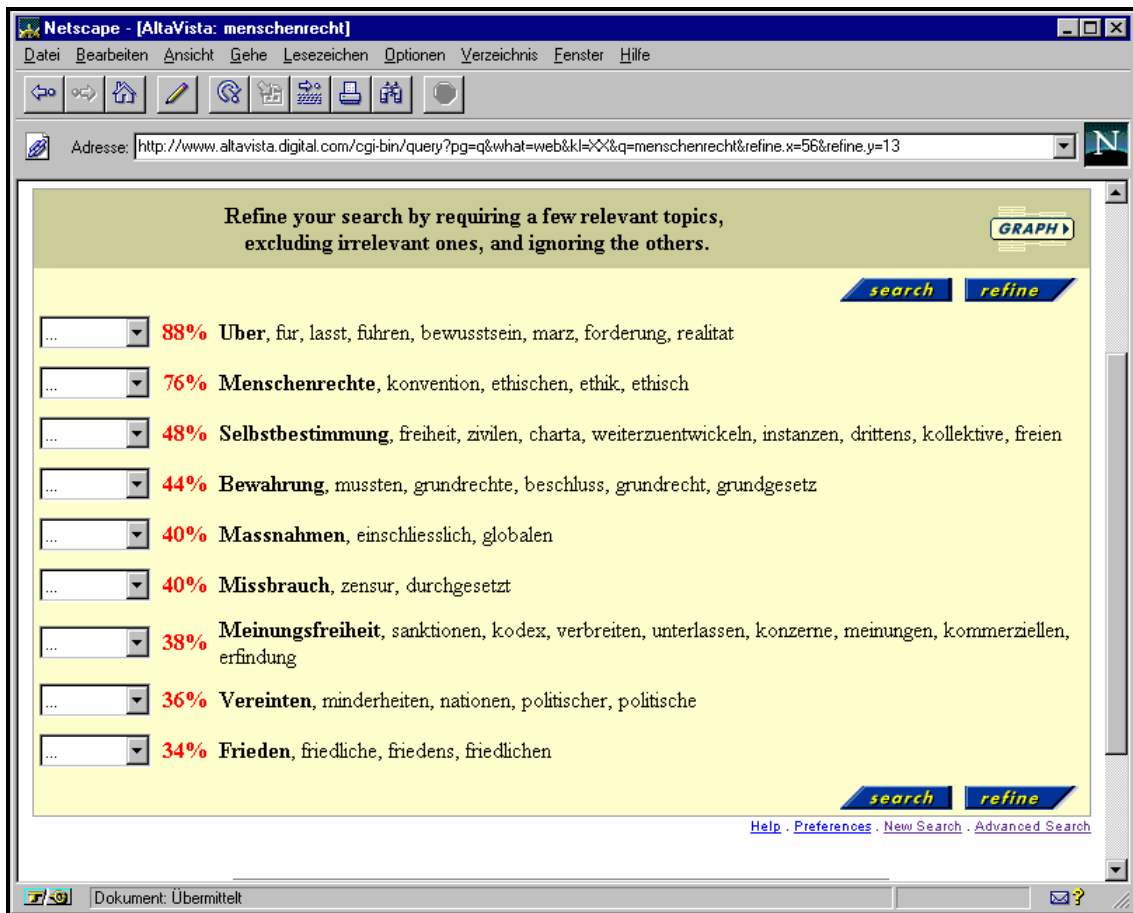 Netscape - [AltaVista: menschenrecht]
Datei Bearbeiten Ansicht Gehe Lesezeichen Optionen Verzeichnis Fenster Hilfe
Adresse: http://www.altavista.digital.com/cgi-bin/query?pg=q&what=web&kl=XX&q=menschenrecht&refine.x=56&refine.y=13
N
Refine your search by requiring a few relevant topics,
excluding irrelevant ones, and ignoring the others.
GRAPH
search refine
... 88% Uber, fur, lasst, fuhren, bewusstsein, marz, forderung, realitat
... 76% Menschenrechte, konvention, ethischen, ethik, ethisch
... 48% Selbstbestimmung, freiheit, zivilen, charta, weiterzuentwickeln, instanzen, drittens, kollektive, freien
... 44% Bewahrung, mussten, grundrechte, beschluss, grundrecht, grundgesetz
... 40% Massnahmen, einschliesslich, globalen
... 40% Missbrauch, zensur, durchgesetzt
... 38% Meinungsfreiheit, sanktionen, kodex, verbreiten, unterlassen, konzerne, meinungen, kommerziellen,
erfindung
... 36% Vereinten, minderheiten, nationen, politischer, politische
... 34% Frieden, friedliche, friedens, friedlichen
search refine
Help . Preferences . New Search . Advanced Search
Dokument: Übermittelt